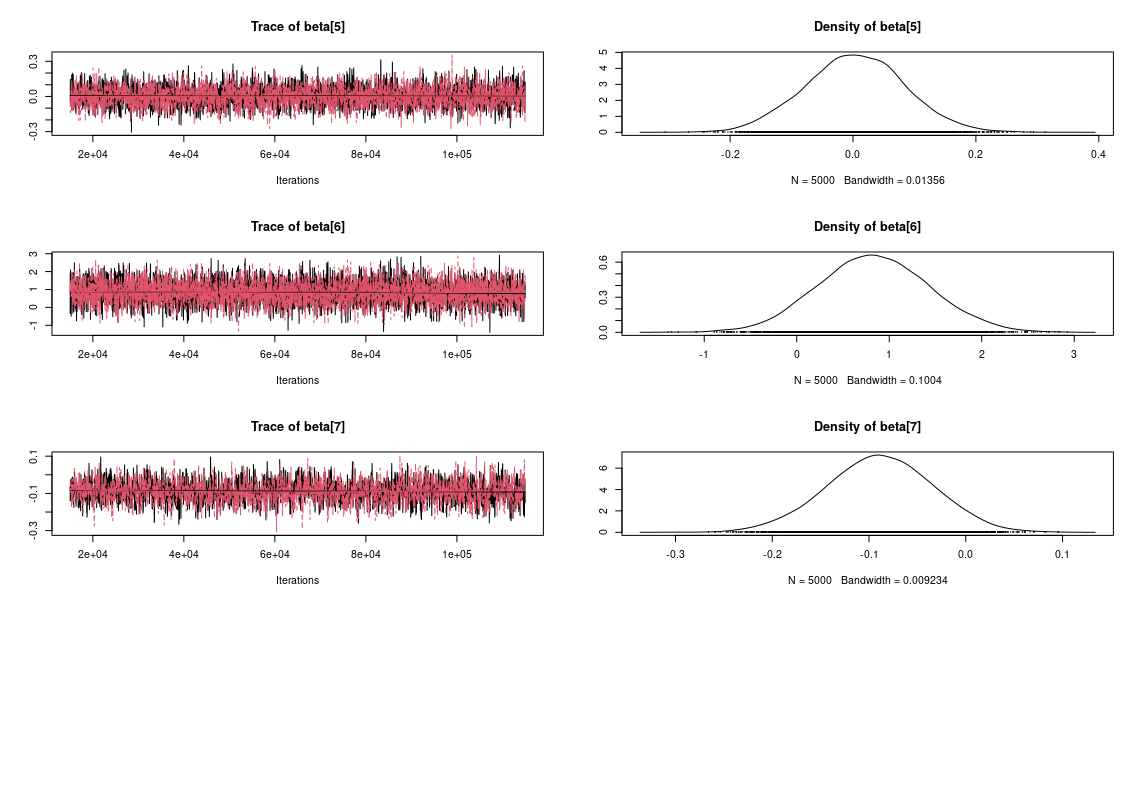 Trace of beta[5]
Density of beta[5]
0.3
0.0
-0.3
2e+04 4e+04 6e+04 8e+04 1e+05
Iterations
5
4
3
2
1
0
-0.2 0.0 0.2 0.4
N = 5000 Bandwidth = 0.01356
Trace of beta[6]
Density of beta[6]
3
2
1
0
-1
2e+04 4e+04 6e+04 8e+04 1e+05
Iterations
0.6
0.3
0.0
-1 0 1 2 3
N = 5000 Bandwidth = 0.1004
Trace of beta[7]
Density of beta[7]
0.1
-0.1
-0.3
2e+04 4e+04 6e+04 8e+04 1e+05
Iterations
6
4
2
0
-0.3 -0.2 -0.1 0.0 0.1
N = 5000 Bandwidth = 0.009234